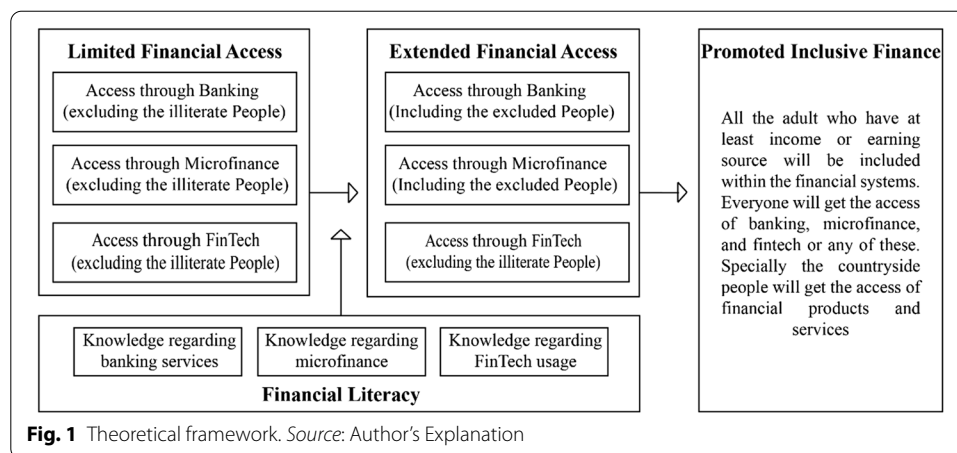 Limited Financial Access
Access through Banking
(excluding the illiterate People)
Access through Microfinance
(excluding the illiterate People)
Access through FinTech
(excluding the illiterate People)
Extended Financial Access
Access through Banking
(Including the excluded People)
Access through Microfinance
(Including the excluded People)
Access through FinTech
(excluding the illiterate People)
Promoted Inclusive Finance
All the adult who have at
least income or earning
source will be included
within the financial systems.
Everyone will get the access
of banking, microfinance,
and fintech or any of these.
Specially the countryside
people will get the access of
financial products and
services
Knowledge regarding
banking services
Knowledge regarding
microfinance
Knowledge regarding
FinTech usage
Financial Literacy
Fig. 1 Theoretical framework. Source: Author's Explanation